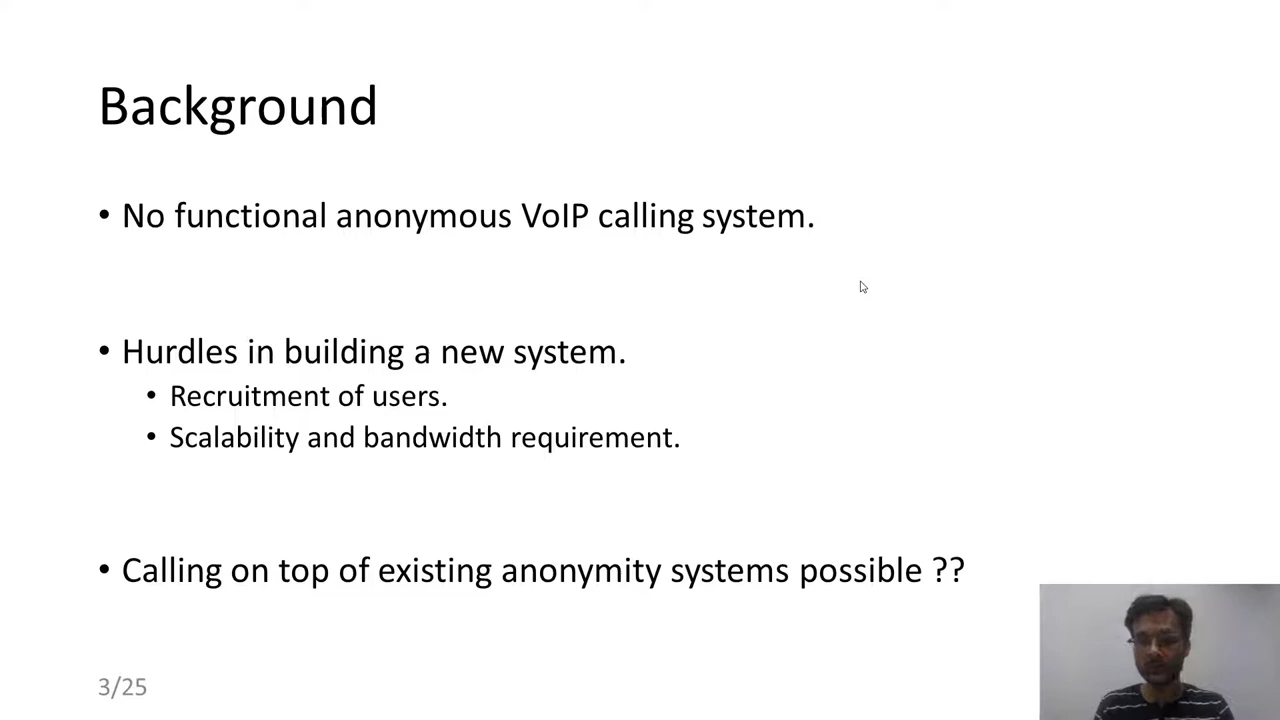 Background
• No functional anonymous VoIP calling system.
• Hurdles in building a new system.
• Recruitment of users.
• Scalability and bandwidth requirement.
• Calling on top of existing anonymity systems possible ??
3/25